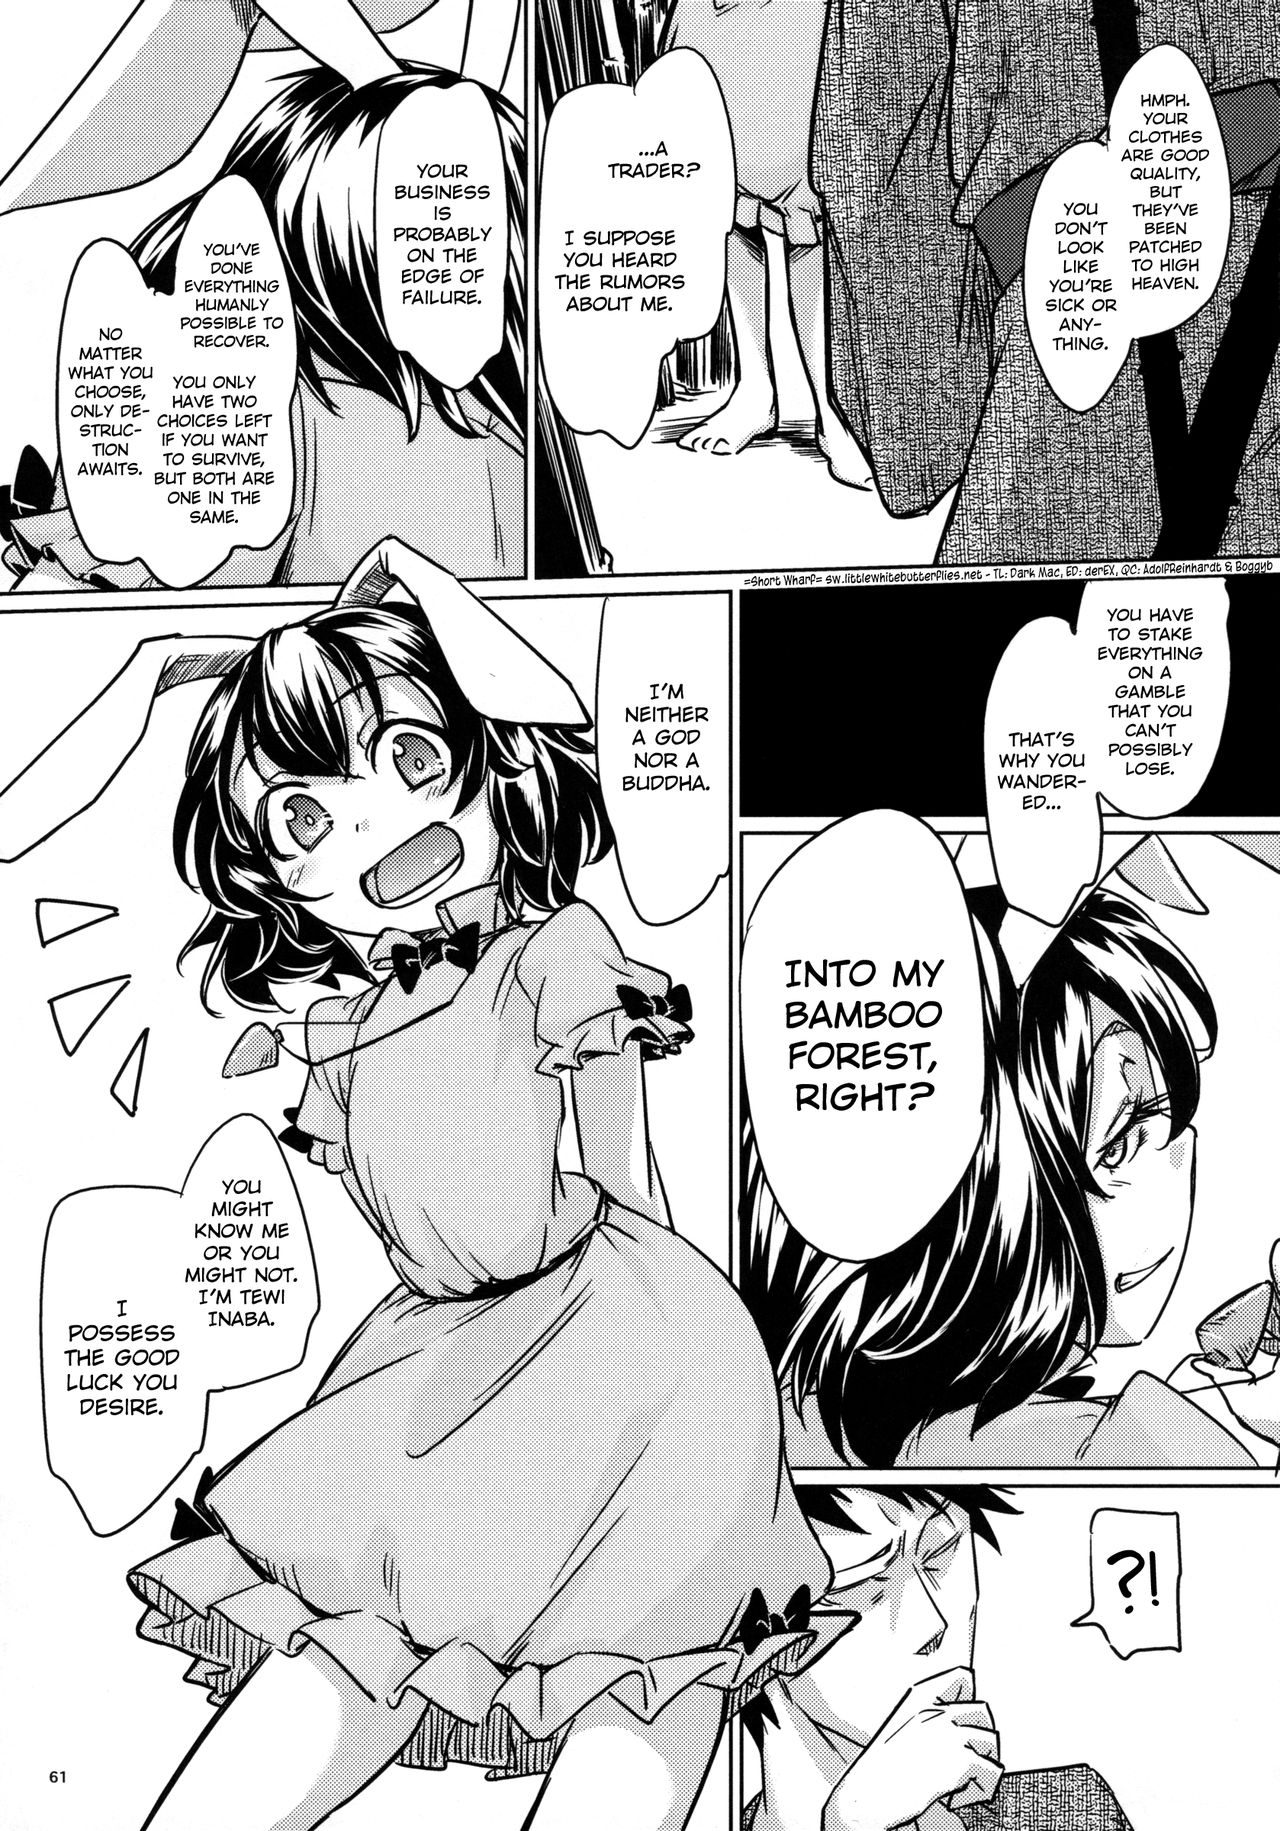 HMPH.
YOUR
CLOTHES
ARE GOOD
QUALITY,
BUT
THEY'VE
BEEN
PATCHED
TO HIGH
HEAVEN.
YOU
DON'T
LOOK
LIKE
YOU'RE
SICK OR
ANY-
THING.
...A
TRADER?
I SUPPOSE
YOU HEARD
THE RUMORS
ABOUT ME.
YOUR
BUSINESS IS
PROBABLY
ON THE
EDGE OF
FAILURE.
YOU'VE
DONE
EVERYTHING
HUMANLY
POSSIBLE TO
RECOVER.
YOU ONLY
HAVE TWO
CHOICES LEFT
IF YOU WANT
TO SURVIVE,
BUT BOTH ARE
ONE IN THE
SAME.
NO
MATTER
WHAT YOU
CHOOSE,
ONLY DE-
STRUC-
TION
AWAITS.
=Short Wharf= sw.littlewhitebutterflies.net - TL: Dark Mac, ED: derEX, QC: AdolfReinhardt & Boggyb
YOU HAVE
TO STAKE
EVERYTHING
ON A
GAMBLE
THAT YOU
CAN'T
POSSIBLY
LOSE.
THAT'S
WHY YOU
WANDER-
ED...
INTO MY
BAMBOO
FOREST,
RIGHT?
?!
I'M
NEITHER
A GOD
NOR A
BUDDHA.
YOU
MIGHT
KNOW ME
OR YOU
MIGHT NOT.
I'M TEWI
INABA.
I
POSSESS
THE GOOD
LUCK YOU
DESIRE.
61